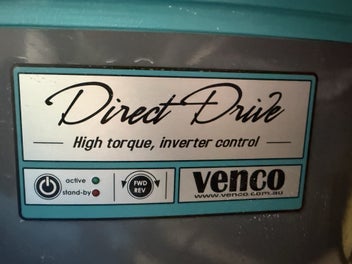 Direct Drive
High torque, inverter control
active
stand-by
FWD
REV
venco
www.venco.com.au